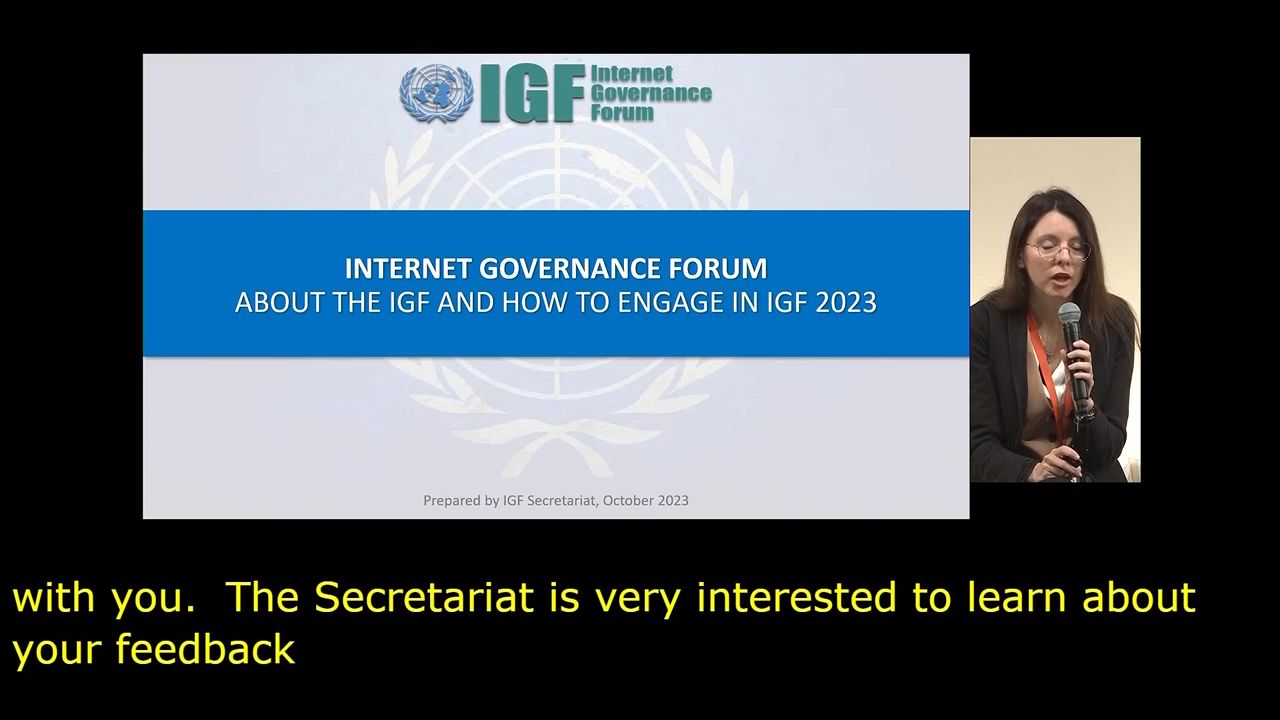 IGF Internet
Governance
Forum
INTERNET GOVERNANCE FORUM
ABOUT THE IGF AND HOW TO ENGAGE IN IGF 2023
Prepared by IGF Secretariat, October 2023
with you.  The Secretariat is very interested to learn about
your feedback